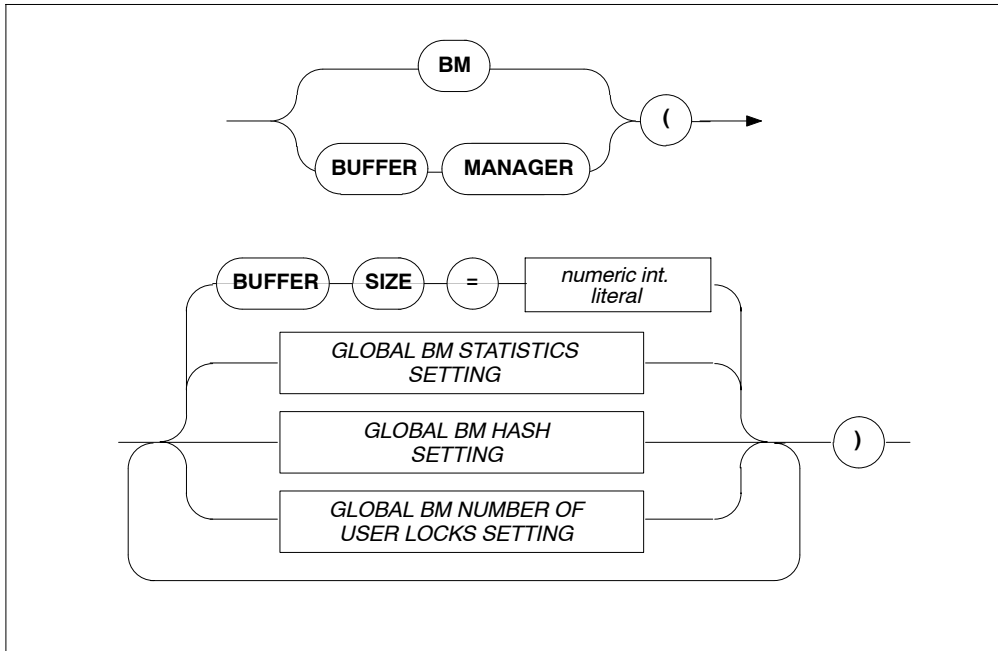 BM
(
BUFFER MANAGER
BUFFER SIZE = numeric int.
literal
GLOBAL BM STATISTICS
SETTING
GLOBAL BM HASH
SETTING
)
GLOBAL BM NUMBER OF
USER LOCKS SETTING